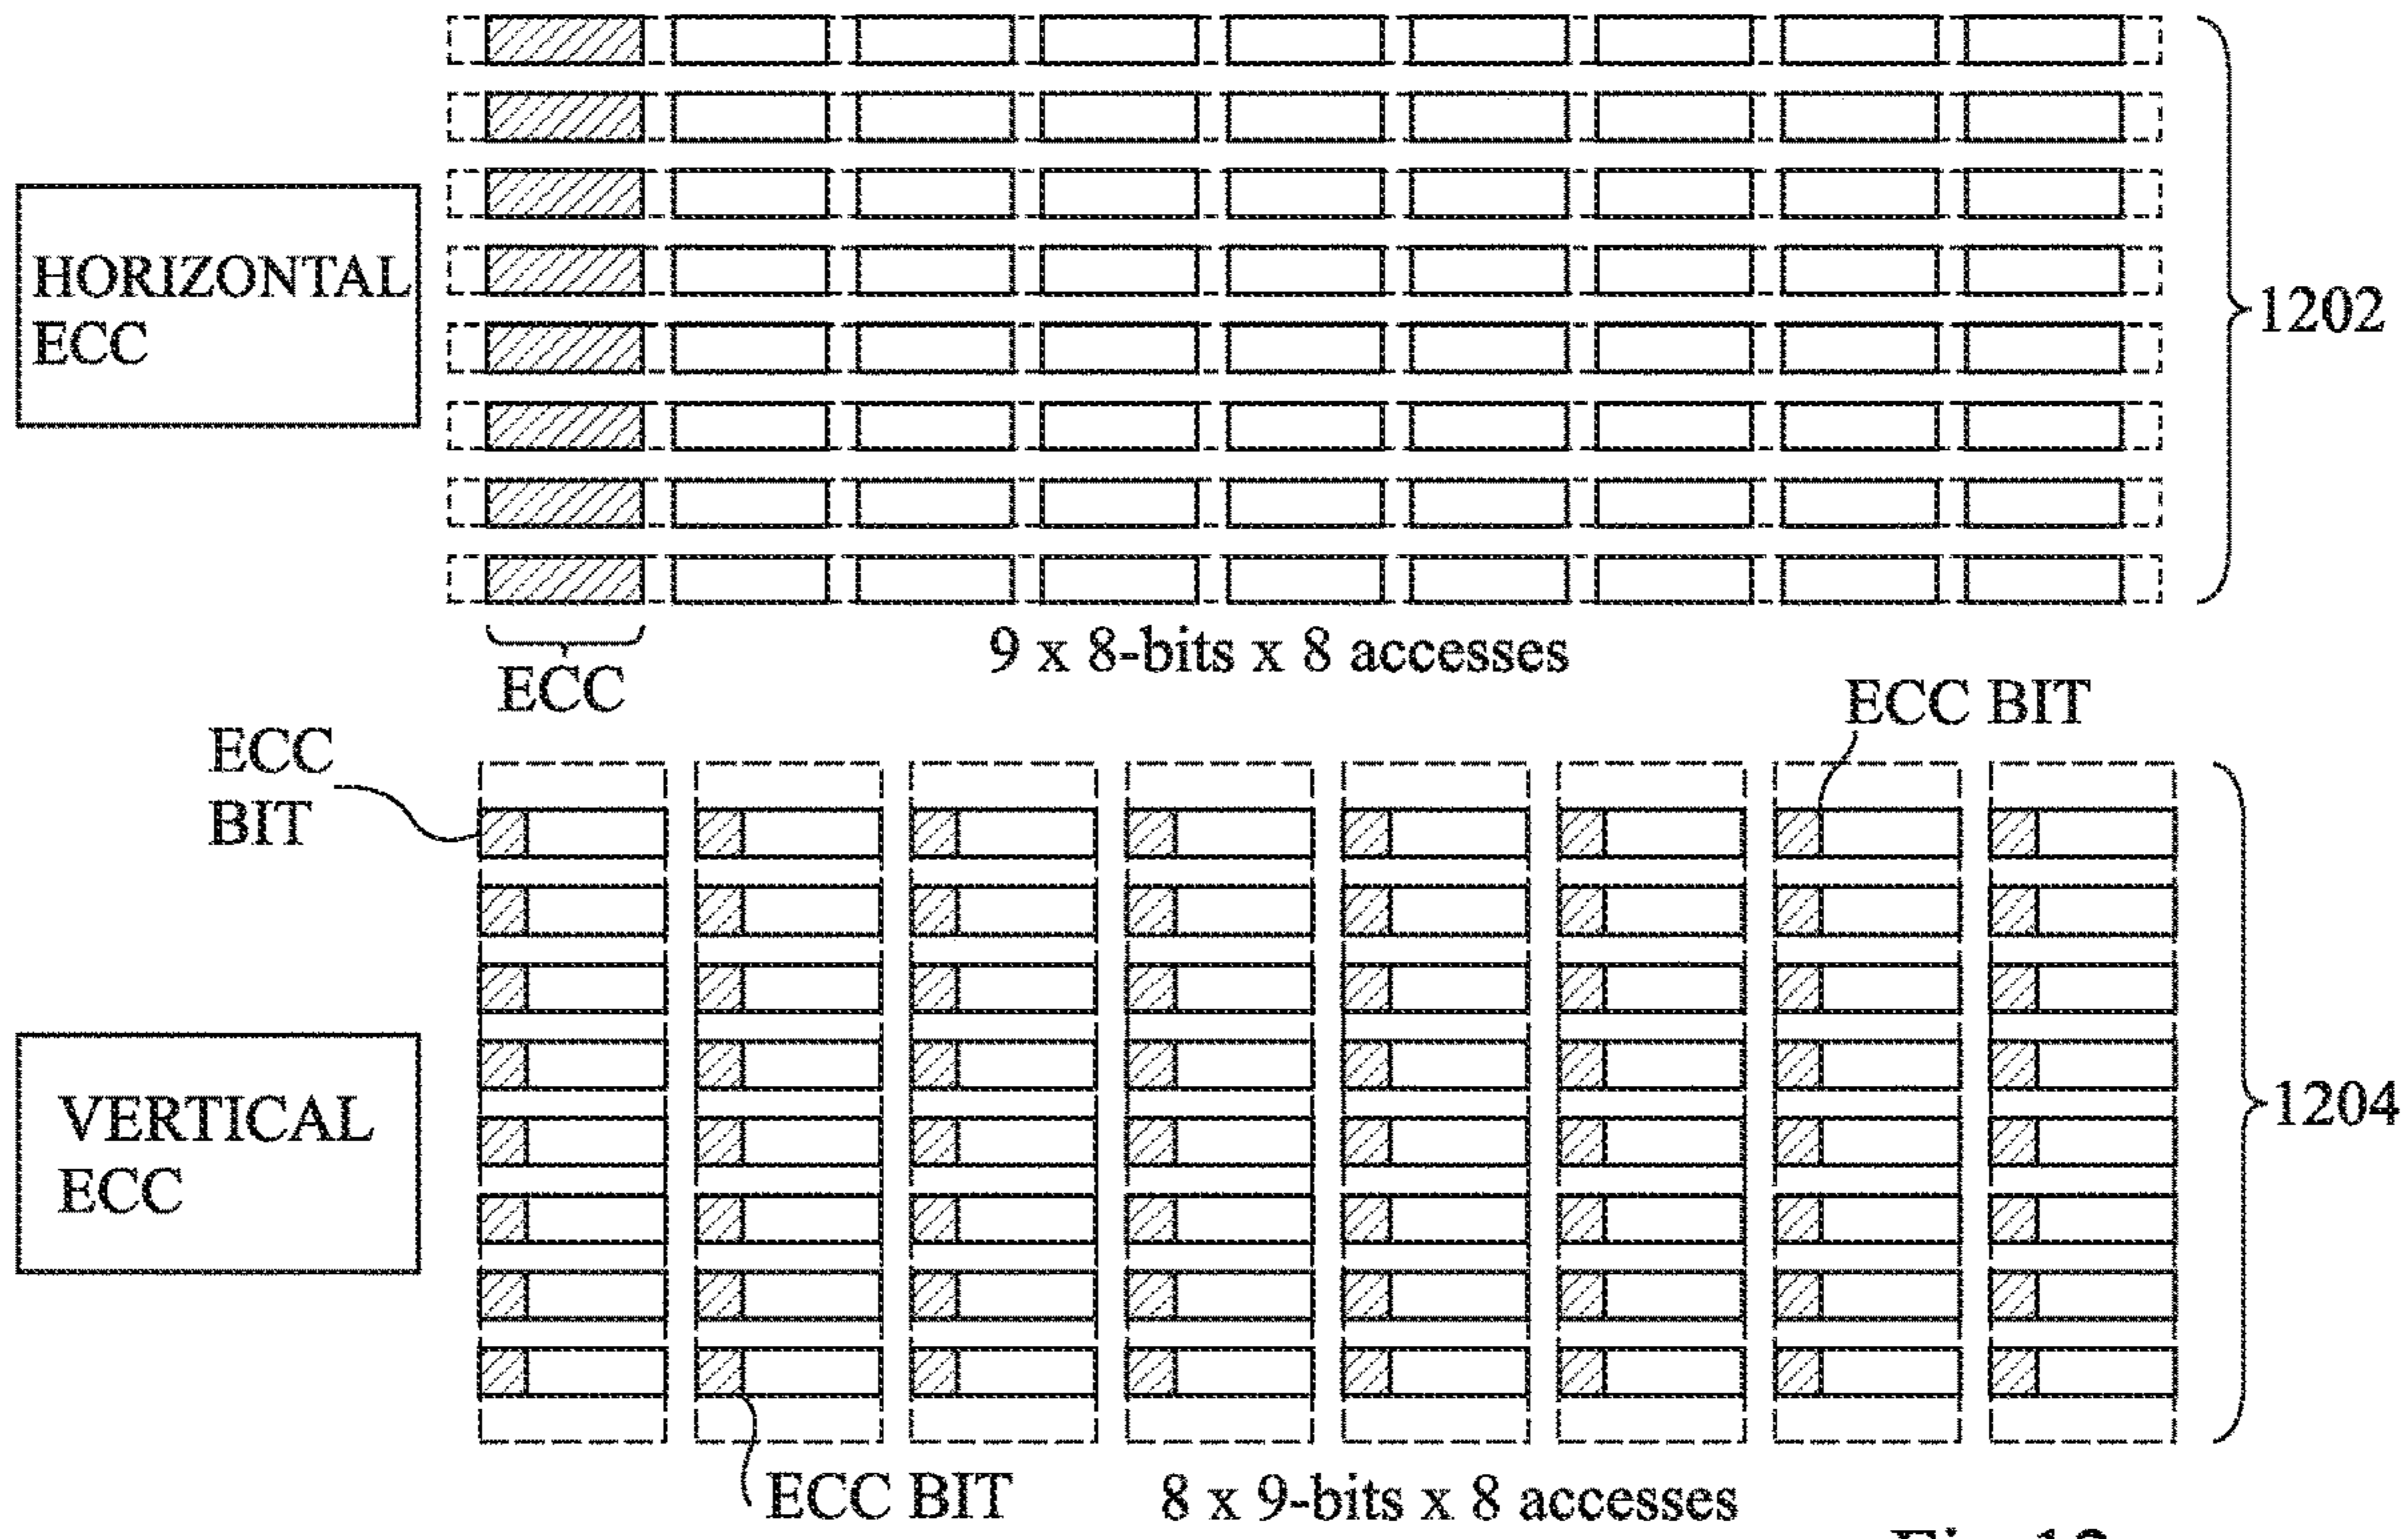 HORIZONTAL
ECC
1202
9 x 8-bits x 8 accesses
ECC
ECC BIT
ECC
BIT
VERTICAL
ECC
1204
ECC BIT
8 x 9-bits x 8 accesses